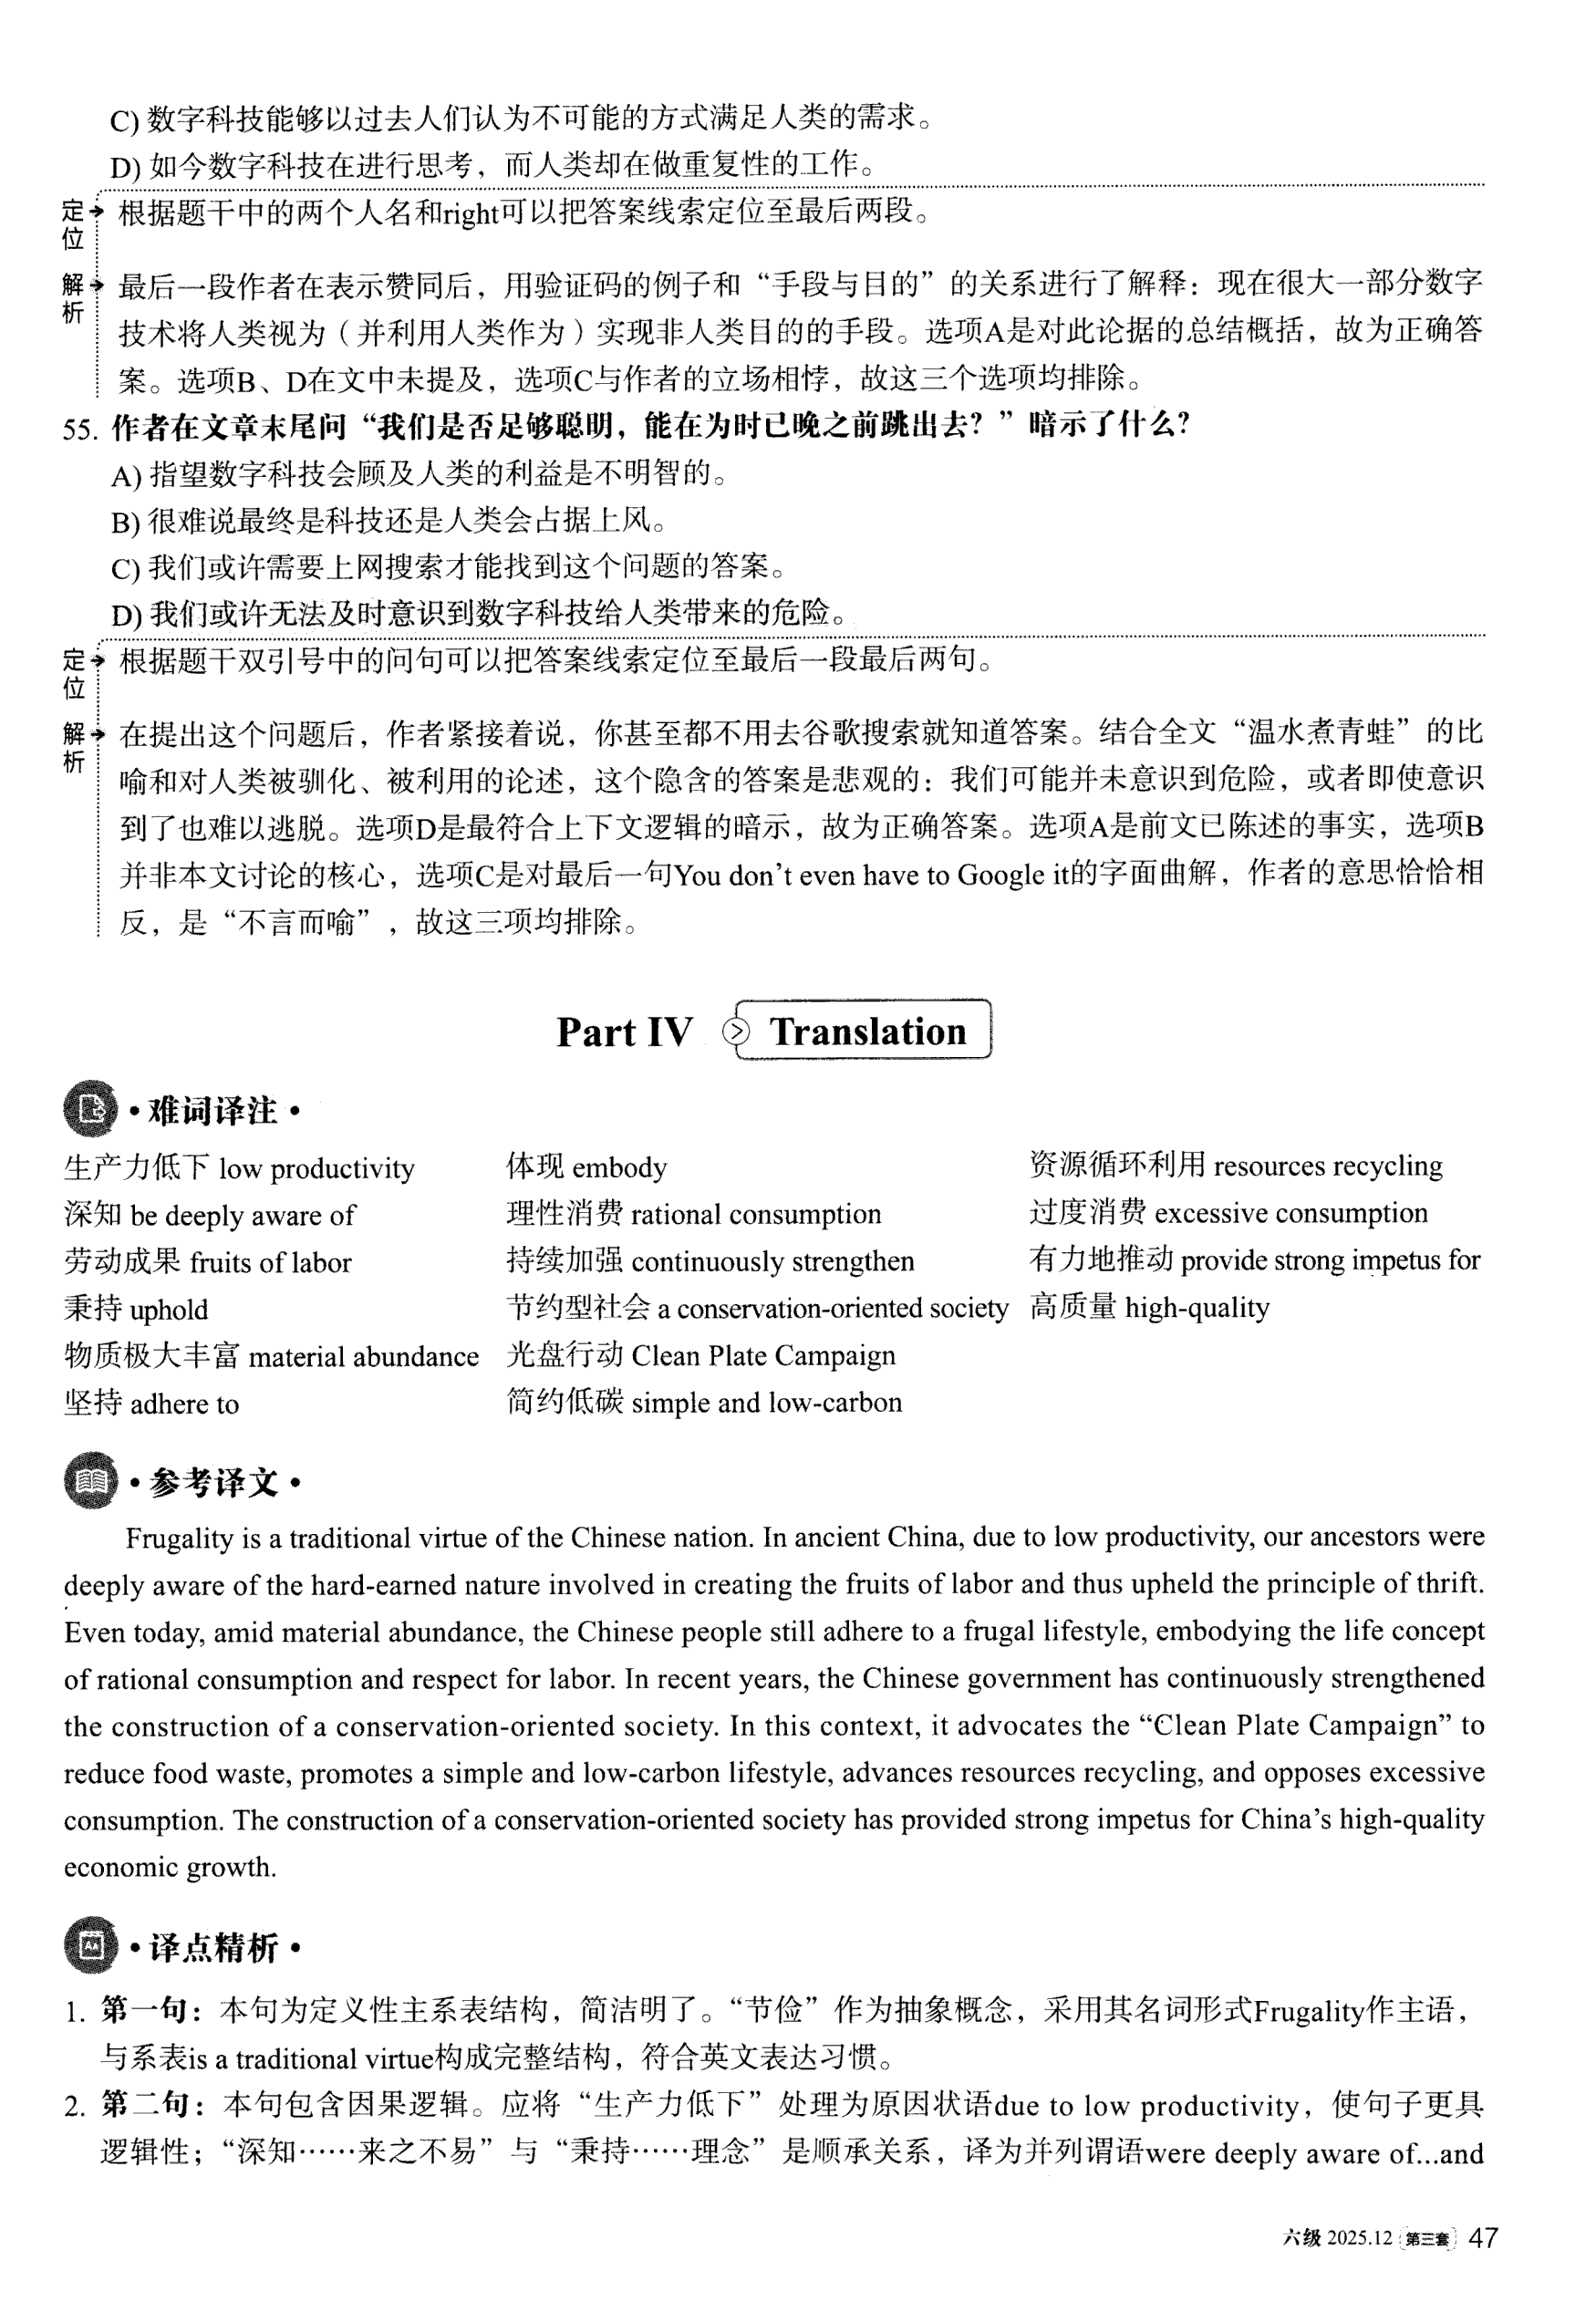 C) 数字科技能够以过去人们认为不可能的方式满足人类的需求。
D) 如今数字科技在进行思考，而人类却在做重复性的工作。
定位 根据题干中的两个人名和right可以把答案线索定位至最后两段。
解析 最后一段作者在表示赞同后，用验证码的例子和“手段与目的”的关系进行了解释：现在很大一部分数字
技术将人类视为（并利用人类作为）实现非人类目的的手段。选项A是对此论据的总结概括，故为正确答
案。选项B、D在文中未提及，选项C与作者的立场相悖，故这三个选项均排除。
55. 作者在文章末尾问“我们是否足够聪明，能在为时已晚之前跳出去？”暗示了什么？
A) 指望数字科技会顾及人类的利益是不明智的。
B) 很难说最终是科技还是人类会占据上风。
C) 我们或许需要上网搜索才能找到这个问题的答案。
D) 我们或许无法及时意识到数字科技给人类带来的危险。
定位 根据题干双引号中的问句可以把答案线索定位至最后一段最后两句。
解析 在提出这个问题后，作者紧接着说，你甚至都不用去谷歌搜索就知道答案。结合全文“温水煮青蛙”的比
喻和对人类被驯化、被利用的论述，这个隐含的答案是悲观的：我们可能并未意识到危险，或者即使意识
到了也难以逃脱。选项D是最符合上下文逻辑的暗示，故为正确答案。选项A是前文已陈述的事实，选项B
并非本文讨论的核心，选项C是对最后一句You don't even have to Google it的字面曲解，作者的意思恰恰相
反，是“不言而喻”，故这三项均排除。
Part IV Translation
·难词译注·
生产力低下 low productivity 体现 embody 资源循环利用 resources recycling
深知 be deeply aware of 理性消费 rational consumption 过度消费 excessive consumption
劳动成果 fruits of labor 持续加强 continuously strengthen 有力地推动 provide strong impetus for
秉持 uphold 节约型社会 a conservation-oriented society 高质量 high-quality
物质极大丰富 material abundance 光盘行动 Clean Plate Campaign
坚持 adhere to 简约低碳 simple and low-carbon
·参考译文·
Frugality is a traditional virtue of the Chinese nation. In ancient China, due to low productivity, our ancestors were
deeply aware of the hard-earned nature involved in creating the fruits of labor and thus upheld the principle of thrift.
Even today, amid material abundance, the Chinese people still adhere to a frugal lifestyle, embodying the life concept
of rational consumption and respect for labor. In recent years, the Chinese government has continuously strengthened
the construction of a conservation-oriented society. In this context, it advocates the “Clean Plate Campaign” to
reduce food waste, promotes a simple and low-carbon lifestyle, advances resources recycling, and opposes excessive
consumption. The construction of a conservation-oriented society has provided strong impetus for China's high-quality
economic growth.
·译点精析·
1. 第一句：本句为定义性主系表结构，简洁明了。“节俭”作为抽象概念，采用其名词形式Frugality作主语，
与系表is a traditional virtue构成完整结构，符合英文表达习惯。
2. 第二句：本句包含因果逻辑。应将“生产力低下”处理为原因状语due to low productivity，使句子更具
逻辑性；“深知……来之不易”与“秉持……理念”是顺承关系，译为并列谓语were deeply aware of...and
六级 2025.12 第三套 47